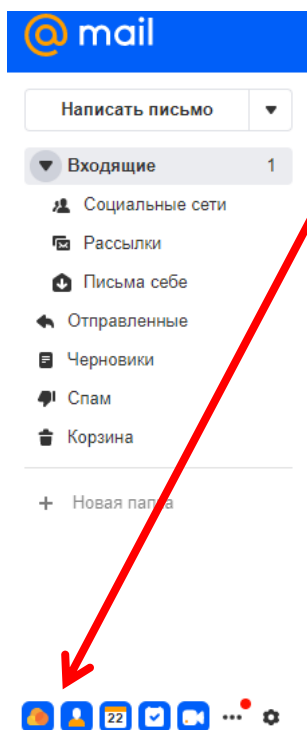 mail
Написать письмо
Входящие 1
Социальные сети
Рассылки
Письма себе
Отправленные
Черновики
Спам
Корзина
+ Новая папка
22